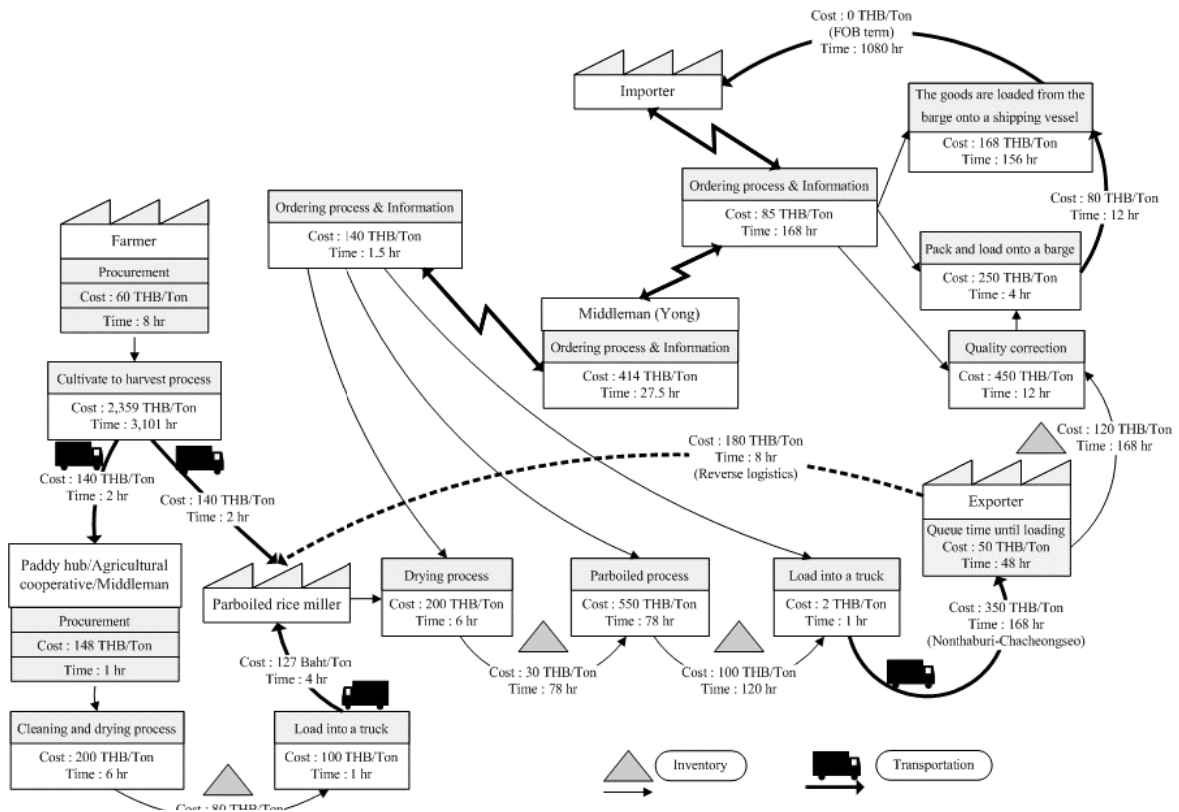 Cost : 0 THB/Ton
(FOB term)
Time : 1080 hr
Importer
The goods are loaded from the
barge onto a shipping vessel
Cost : 168 THB/Ton
Time : 156 hr
Ordering process & Information
Cost : 85 THB/Ton
Time : 168 hr
Cost : 80 THB/Ton
Time : 12 hr
Pack and load onto a barge
Cost : 250 THB/Ton
Time : 4 hr
Ordering process & Information
Cost : 140 THB/Ton
Time : 1.5 hr
Farmer
Procurement
Cost : 60 THB/Ton
Time : 8 hr
Middleman (Yong)
Ordering process & Information
Cost : 414 THB/Ton
Time : 27.5 hr
Quality correction
Cost : 450 THB/Ton
Time : 12 hr
Cultivate to harvest process
Cost : 2,359 THB/Ton
Time : 3,101 hr
Cost : 120 THB/Ton
Time : 168 hr
Cost : 180 THB/Ton
Time : 8 hr
(Reverse logistics)
Cost : 140 THB/Ton
Time : 2 hr
Cost : 140 THB/Ton
Time : 2 hr
Exporter
Queue time until loading
Cost : 50 THB/Ton
Time : 48 hr
Paddy hub/Agricultural
cooperative/Middleman
Procurement
Cost : 148 THB/Ton
Time : 1 hr
Parboiled rice miller
Drying process
Cost : 200 THB/Ton
Time : 6 hr
Parboiled process
Cost : 550 THB/Ton
Time : 78 hr
Load into a truck
Cost : 2 THB/Ton
Time : 1 hr
Cost : 350 THB/Ton
Time : 168 hr
(Nonthaburi-Chacheongseo)
Cost : 127 Baht/Ton
Time : 4 hr
Cost : 30 THB/Ton
Time : 78 hr
Cost : 100 THB/Ton
Time : 120 hr
Cleaning and drying process
Cost : 200 THB/Ton
Time : 6 hr
Load into a truck
Cost : 100 THB/Ton
Time : 1 hr
Inventory
Transportation
Cost : 80 THB/Ton